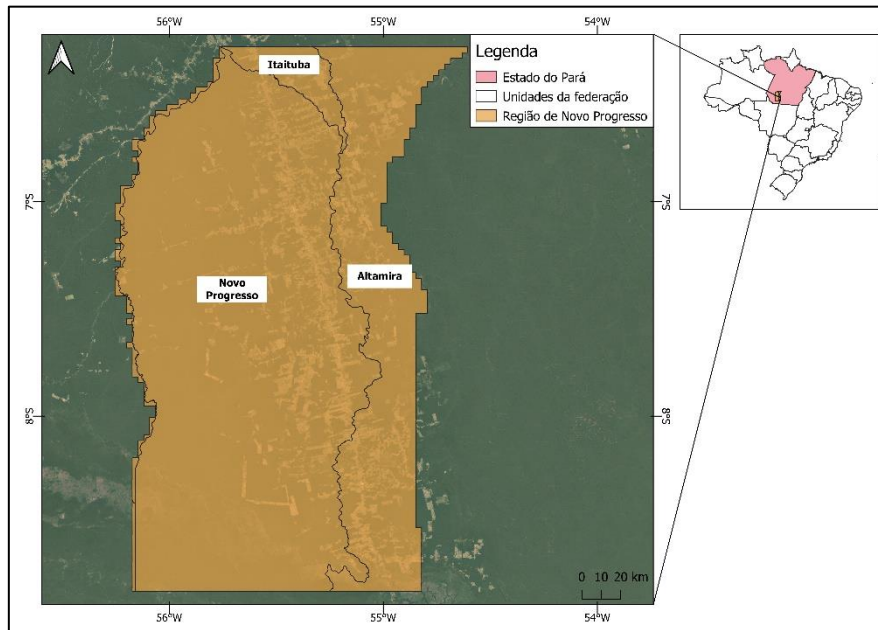 56°W
55°W
54°W
Itaituba
Legenda
Estado do Pará
Unidades da federação
Região de Novo Progresso
7°S
7°S
Novo
Progresso
Altamira
8°S
8°S
0 10 20 km
56°W
55°W
54°W